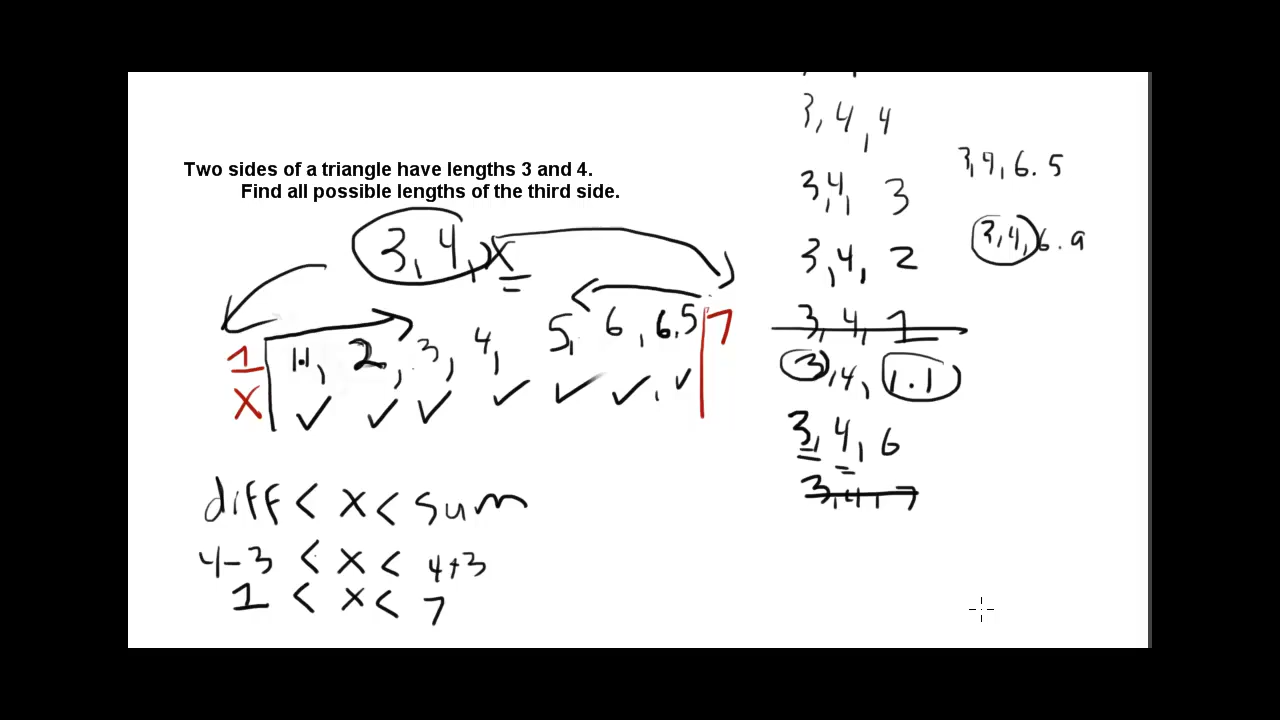 Two sides of a triangle have lengths 3 and 4.
Find all possible lengths of the third side.
3, 4, x
1 1.1, 2, 3, 4, 5, 6, 6.5 7
x ✓ ✓ ✓ ✓ ✓ ✓ ✓
diff < x < sum
4-3 < x < 4+3
1 < x < 7
3, 4, 4
3, 4, 3
3, 4, 2
3, 4, 1
3, 4, 1.1
3, 4, 6
3, 4, 7
3, 4, 6.5
3, 4, 6.9